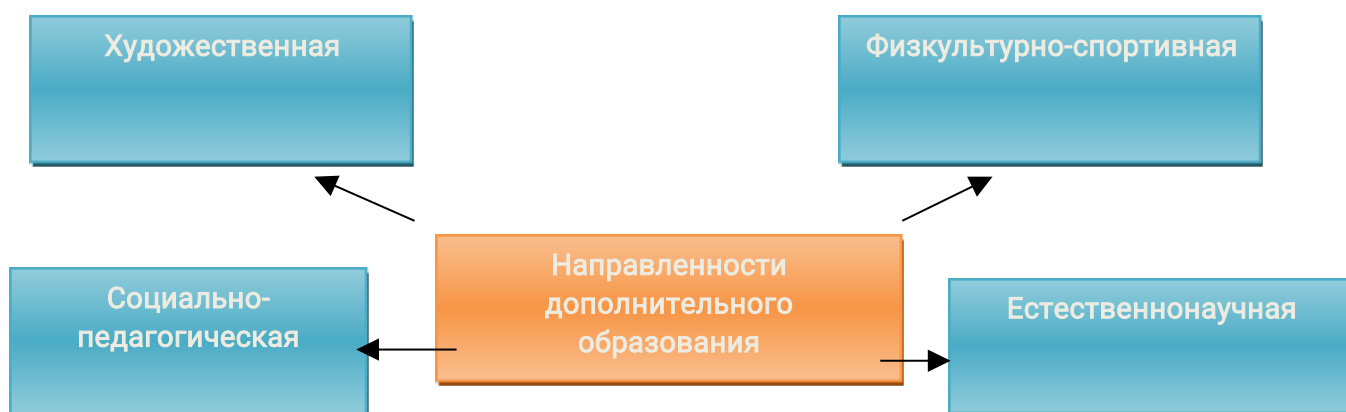 Художественная
Физкультурно-спортивная
Направленности
дополнительного
образования
Социально-
педагогическая
Естественнонаучная